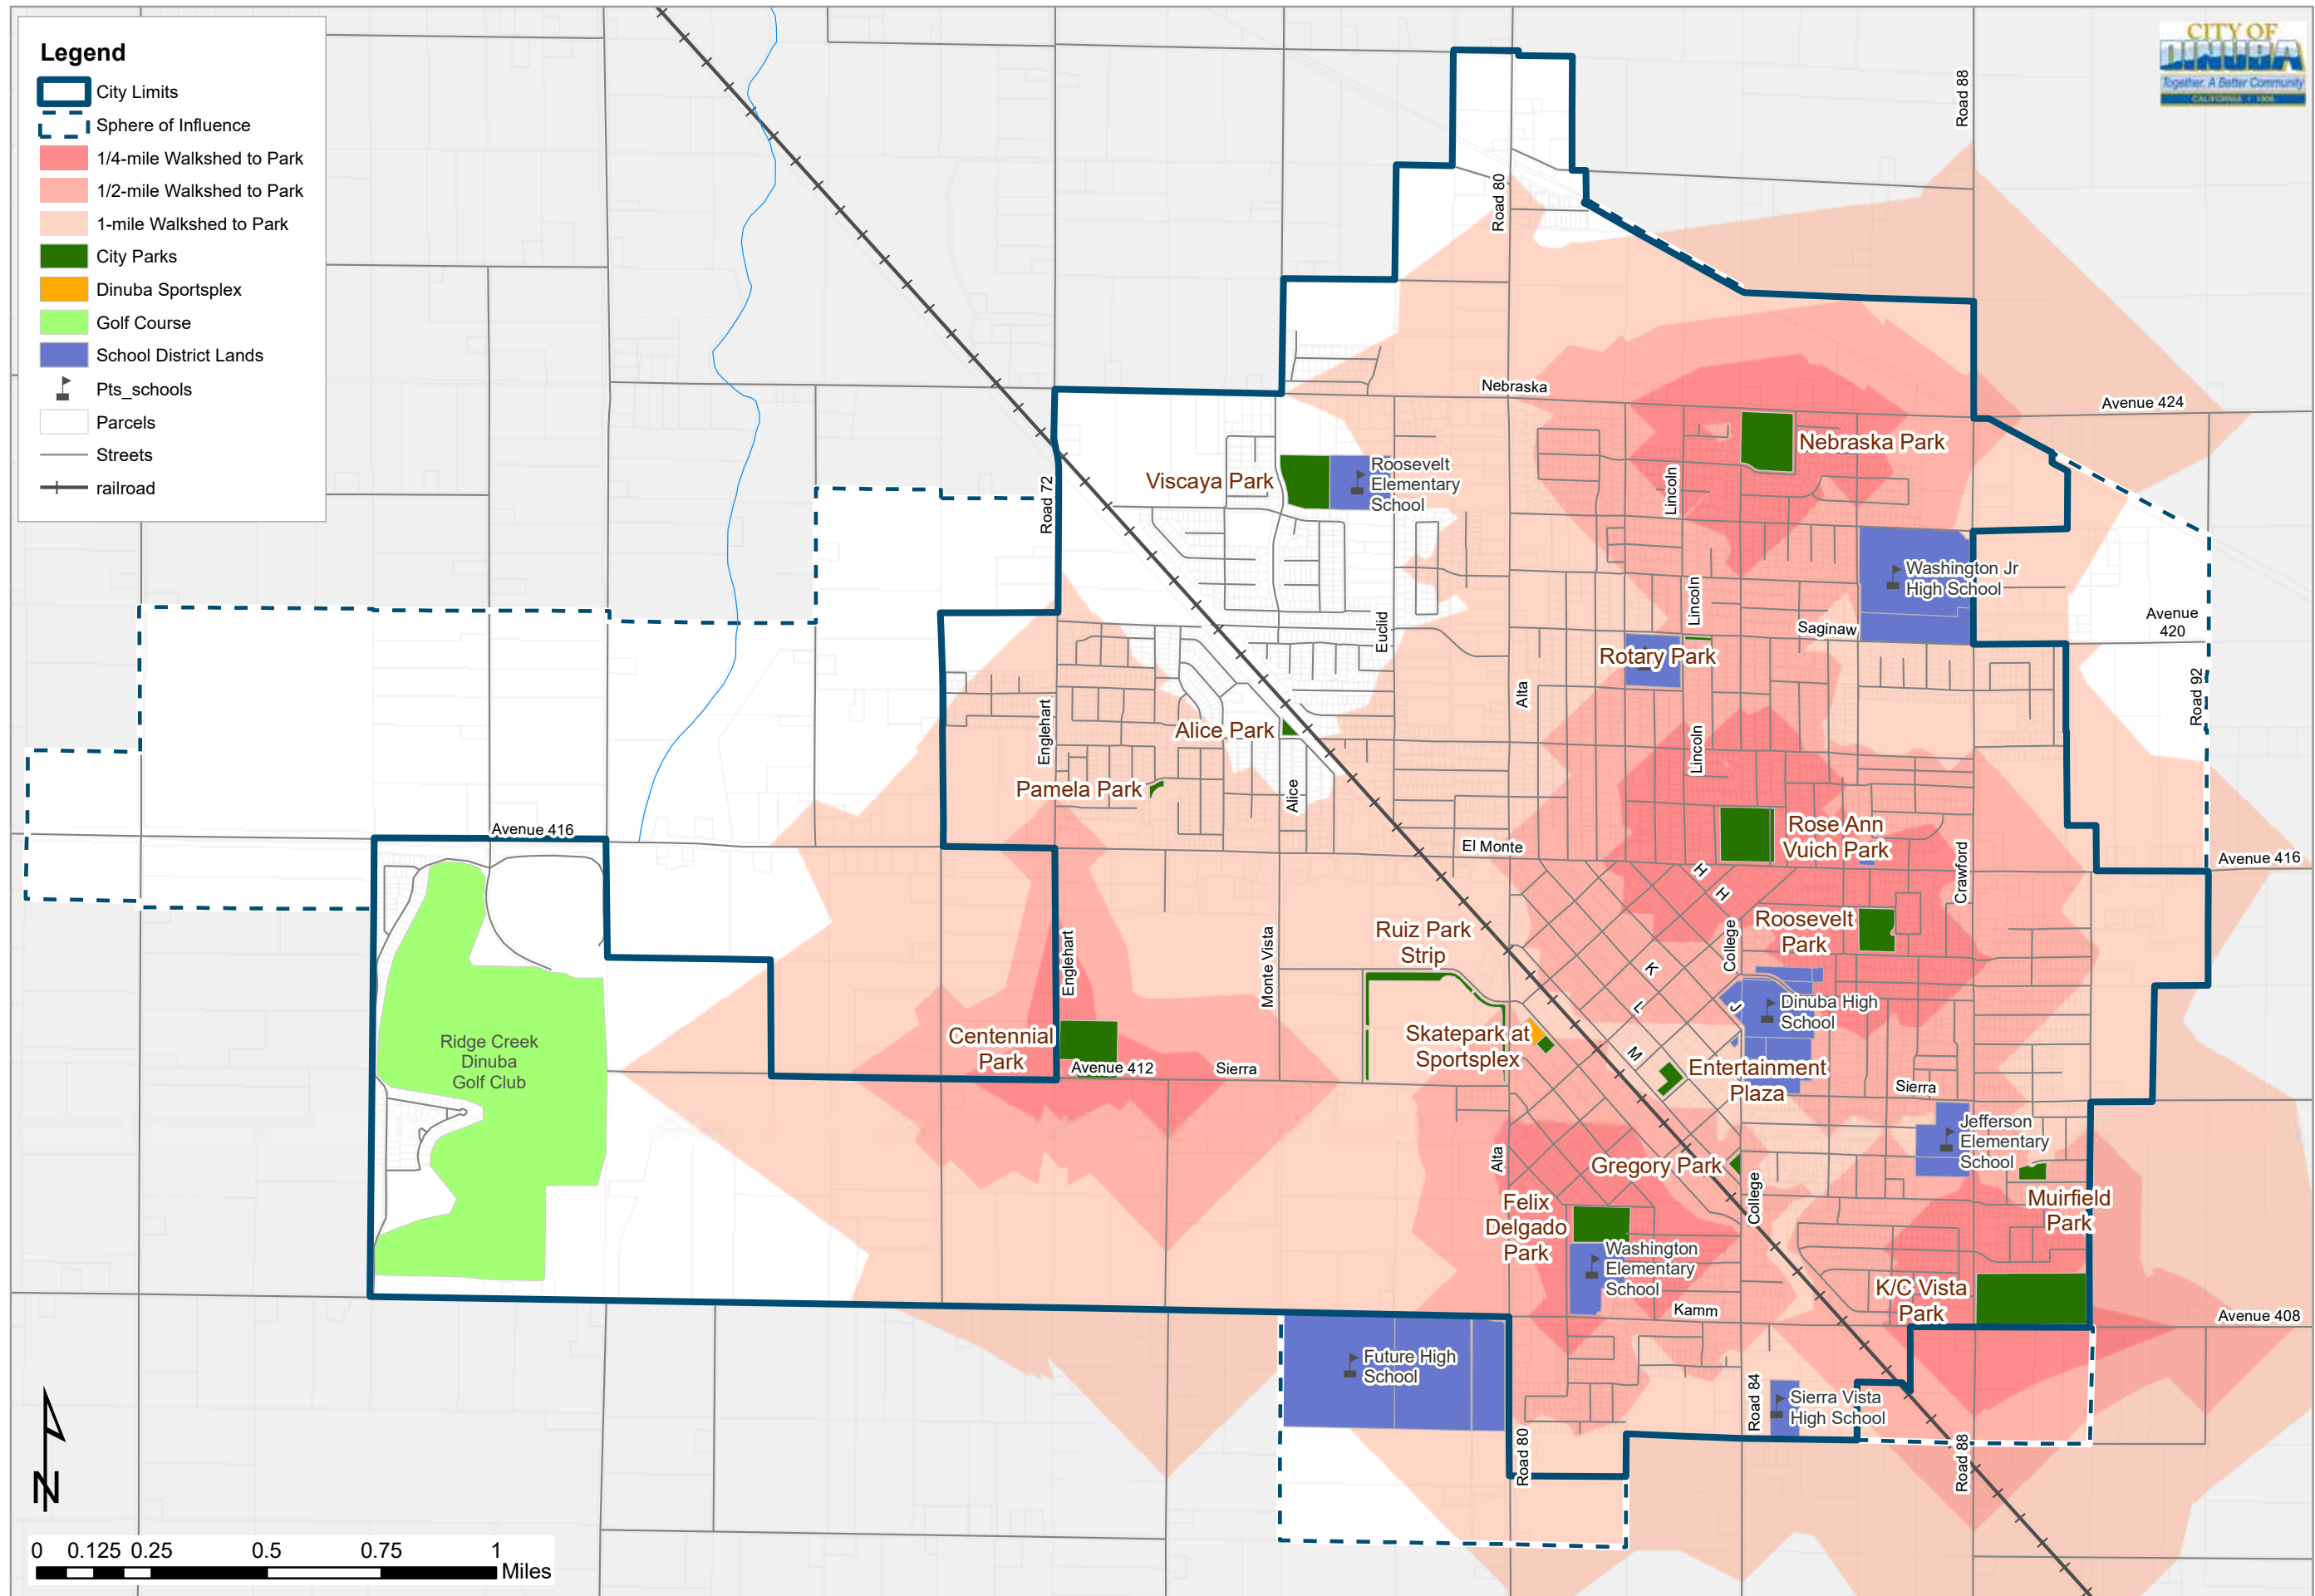 Legend
City Limits
Sphere of Influence
1/4-mile Walkshed to Park
1/2-mile Walkshed to Park
1-mile Walkshed to Park
City Parks
Dinuba Sportsplex
Golf Course
School District Lands
Pts_schools
Parcels
Streets
railroad
CITY OF
DINUBA
Together, A Better Community
CALIFORNIA • 1906
Road 88
Road 80
Nebraska
Avenue 424
Nebraska Park
Viscaya Park
Roosevelt
Elementary
School
Lincoln
Road 72
Washington Jr
High School
Lincoln
Avenue
420
Saginaw
Euclid
Rotary Park
Alta
Road 92
Englehart
Alice Park
Lincoln
Pamela Park
Alice
Avenue 416
Rose Ann
Vuich Park
El Monte
Avenue 416
H
H
Crawford
Roosevelt
Park
College
Ruiz Park
Strip
Englehart
Monte Vista
K
L
J
Dinuba High
School
Centennial
Park
Skatepark at
Sportsplex
M
Ridge Creek
Dinuba
Golf Club
Avenue 412
Sierra
Entertainment
Plaza
Sierra
Jefferson
Elementary
School
Alta
Gregory Park
College
Muirfield
Park
Felix
Delgado
Park
Washington
Elementary
School
K/C Vista
Park
Kamm
Avenue 408
Future High
School
Road 84
Sierra Vista
High School
Road 80
Road 88
N
0 0.125 0.25 0.5 0.75 1
Miles